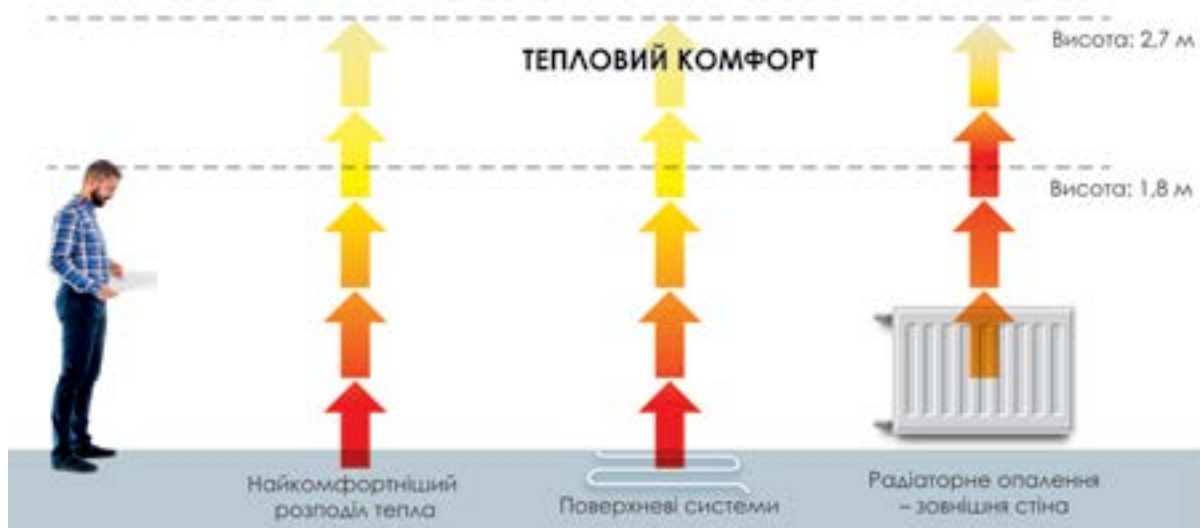 Висота: 2,7 м
ТЕПЛОВИЙ КОМФОРТ
Висота: 1,8 м
Найкомфортніший
розподіл тепла
Поверхневі системи
Радіаторне опалення
– зовнішня стіна